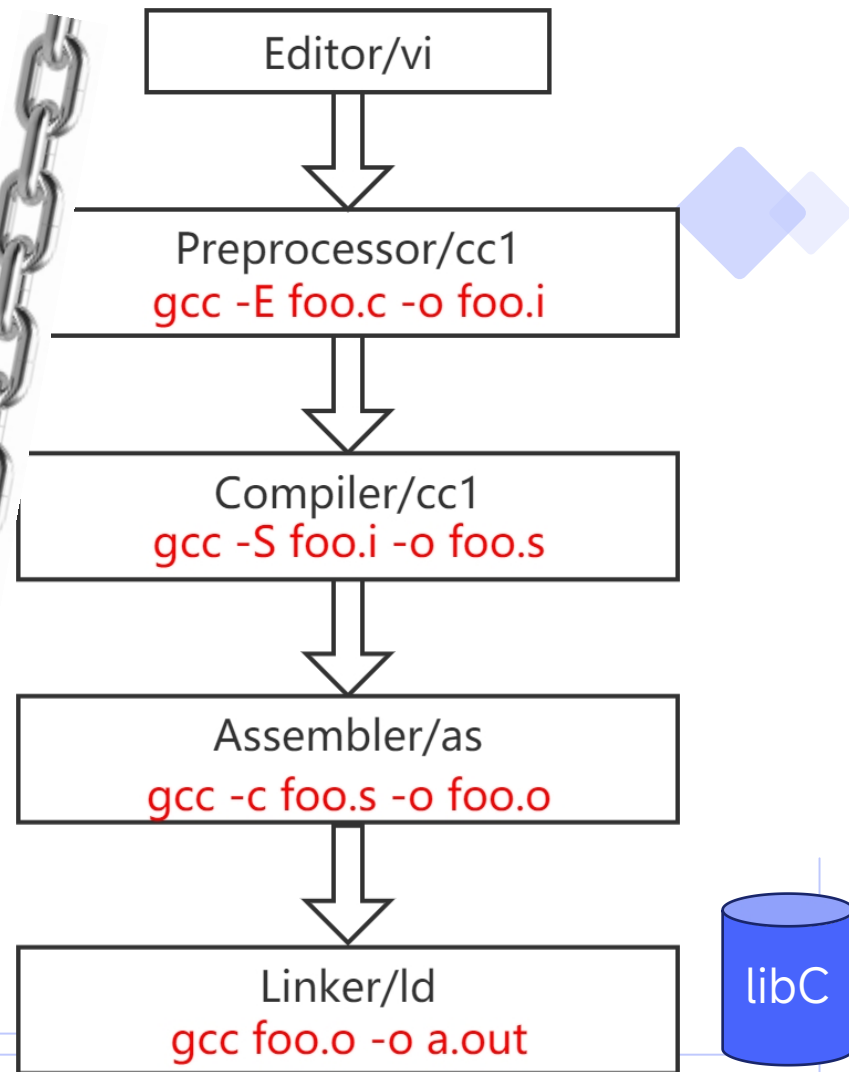 Editor/vi
Preprocessor/cc1
gcc -E foo.c -o foo.i
Compiler/cc1
gcc -S foo.i -o foo.s
Assembler/as
gcc -c foo.s -o foo.o
Linker/ld
gcc foo.o -o a.out
libC